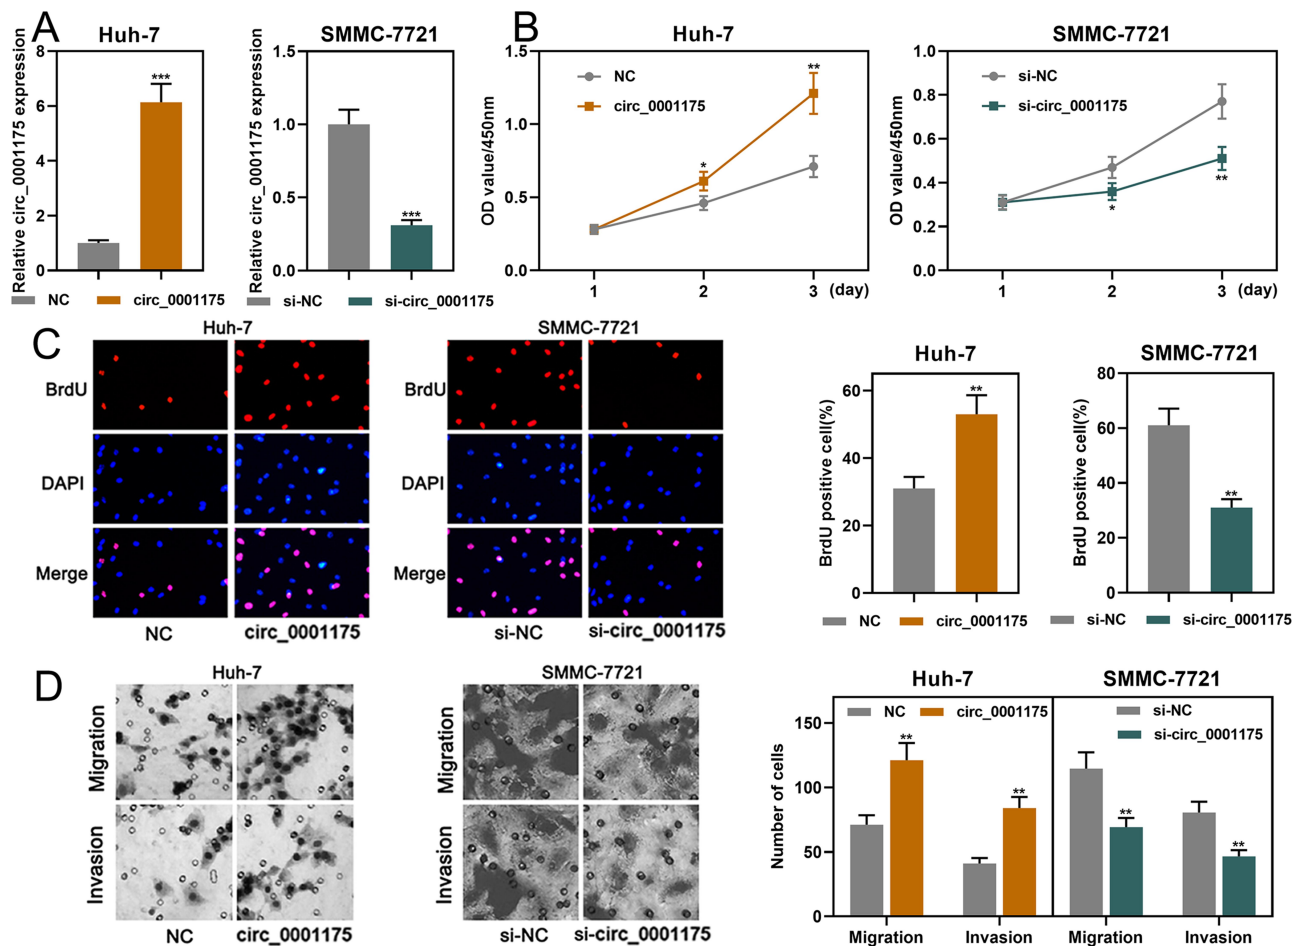 A
Huh-7
SMMC-7721
Relative circ_0001175 expression
8
6
4
2
0
***
Relative circ_0001175 expression
1.5
1.0
0.5
0.0
***
NC
circ_0001175
si-NC
si-circ_0001175
B
Huh-7
OD value/450nm
1.5
1.0
0.5
0.0
NC
circ_0001175
*
**
1
2
3
(day)
SMMC-7721
OD value/450nm
1.0
0.8
0.6
0.4
0.2
0.0
si-NC
si-circ_0001175
*
**
1
2
3
(day)
C
Huh-7
SMMC-7721
BrdU
DAPI
Merge
NC
circ_0001175
BrdU
DAPI
Merge
si-NC
si-circ_0001175
Huh-7
BrdU positive cell(%)
60
40
20
0
**
NC
circ_0001175
SMMC-7721
BrdU positive cell(%)
80
60
40
20
0
**
si-NC
si-circ_0001175
D
Huh-7
SMMC-7721
Migration
Invasion
NC
circ_0001175
Migration
Invasion
si-NC
si-circ_0001175
Huh-7
SMMC-7721
Number of cells
150
100
50
0
NC
circ_0001175
**
**
si-NC
si-circ_0001175
**
**
Migration
Invasion
Migration
Invasion